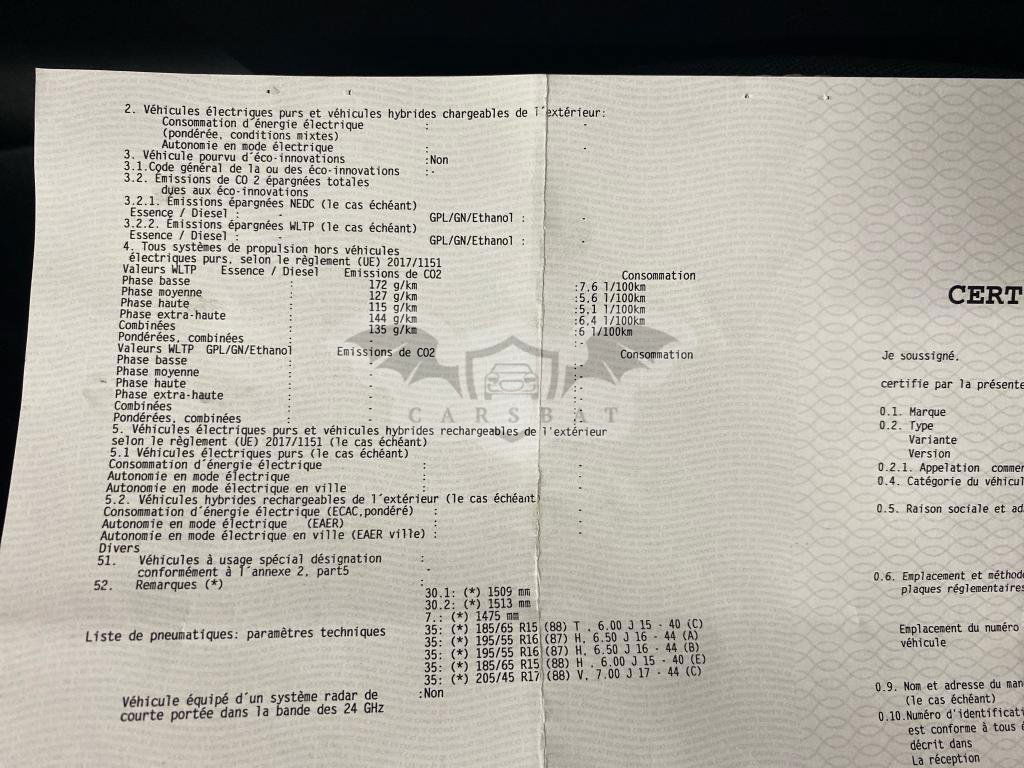 2. Véhicules électriques purs et véhicules hybrides chargeables de l´extérieur:
Consommation d´énergie électrique : -
(pondérée, conditions mixtes)
Autonomie en mode électrique : -
3. Véhicule pourvu d´éco-innovations :Non
3.1.Code général de la ou des éco-innovations :-
3.2. Émissions de CO 2 épargnées totales
dues aux éco-innovations
3.2.1. Émissions épargnées NEDC (le cas échéant)
Essence / Diesel : - GPL/GN/Ethanol : -
3.2.2. Émissions épargnées WLTP (le cas échéant)
Essence / Diesel : - GPL/GN/Ethanol : -
4. Tous systèmes de propulsion hors véhicules
électriques purs, selon le règlement (UE) 2017/1151
Valeurs WLTP Essence / Diesel Emissions de CO2 Consommation
Phase basse : 172 g/km :7,6 l/100km
Phase moyenne : 127 g/km :5,6 l/100km
Phase haute : 115 g/km :5,1 l/100km
Phase extra-haute : 144 g/km :6,4 l/100km
Combinées : 135 g/km :6 l/100km
Pondérées, combinées : - :-
Valeurs WLTP GPL/GN/Ethanol Emissions de CO2 Consommation
Phase basse : - :-
Phase moyenne : - :-
Phase haute : - :-
Phase extra-haute : - :-
Combinées : - :-
Pondérées, combinées : - :-
CARSBAT
5. Véhicules électriques purs et véhicules hybrides rechargeables de l´extérieur
selon le règlement (UE) 2017/1151 (le cas échéant)
5.1 Véhicules électriques purs (le cas échéant)
Consommation d´énergie électrique : -
Autonomie en mode électrique : -
Autonomie en mode électrique en ville : -
5.2. Véhicules hybrides rechargeables de l´extérieur (le cas échéant)
Consommation d´énergie électrique (ECAC,pondéré) : -
Autonomie en mode électrique (EAER) : -
Autonomie en mode électrique en ville (EAER ville) : -
Divers
51. Véhicules à usage spécial désignation :
conformément à l´annexe 2, part5 -
52. Remarques (*) :
30.1: (*) 1509 mm
30.2: (*) 1513 mm
7.: (*) 1475 mm
Liste de pneumatiques: paramètres techniques 35: (*) 185/65 R15 (88) T , 6.00 J 15 - 40 (C)
35: (*) 195/55 R16 (87) H, 6.50 J 16 - 44 (A)
35: (*) 195/55 R16 (87) H, 6.50 J 16 - 44 (B)
35: (*) 185/65 R15 (88) H , 6.00 J 15 - 40 (E)
35: (*) 205/45 R17 (88) V, 7.00 J 17 - 44 (C)
Véhicule équipé d´un système radar de :Non
courte portée dans la bande des 24 GHz
CERT
Je soussigné,
certifie par la présente
0.1. Marque
0.2. Type
Variante
Version
0.2.1. Appelation commer
0.4. Catégorie du véhicul
0.5. Raison sociale et ad
0.6. Emplacement et méthode
plaques réglementaires
Emplacement du numéro
véhicule
0.9. Nom et adresse du man
(le cas échéant)
0.10.Numéro d'identificati
est conforme à tous é
décrit dans
La réception